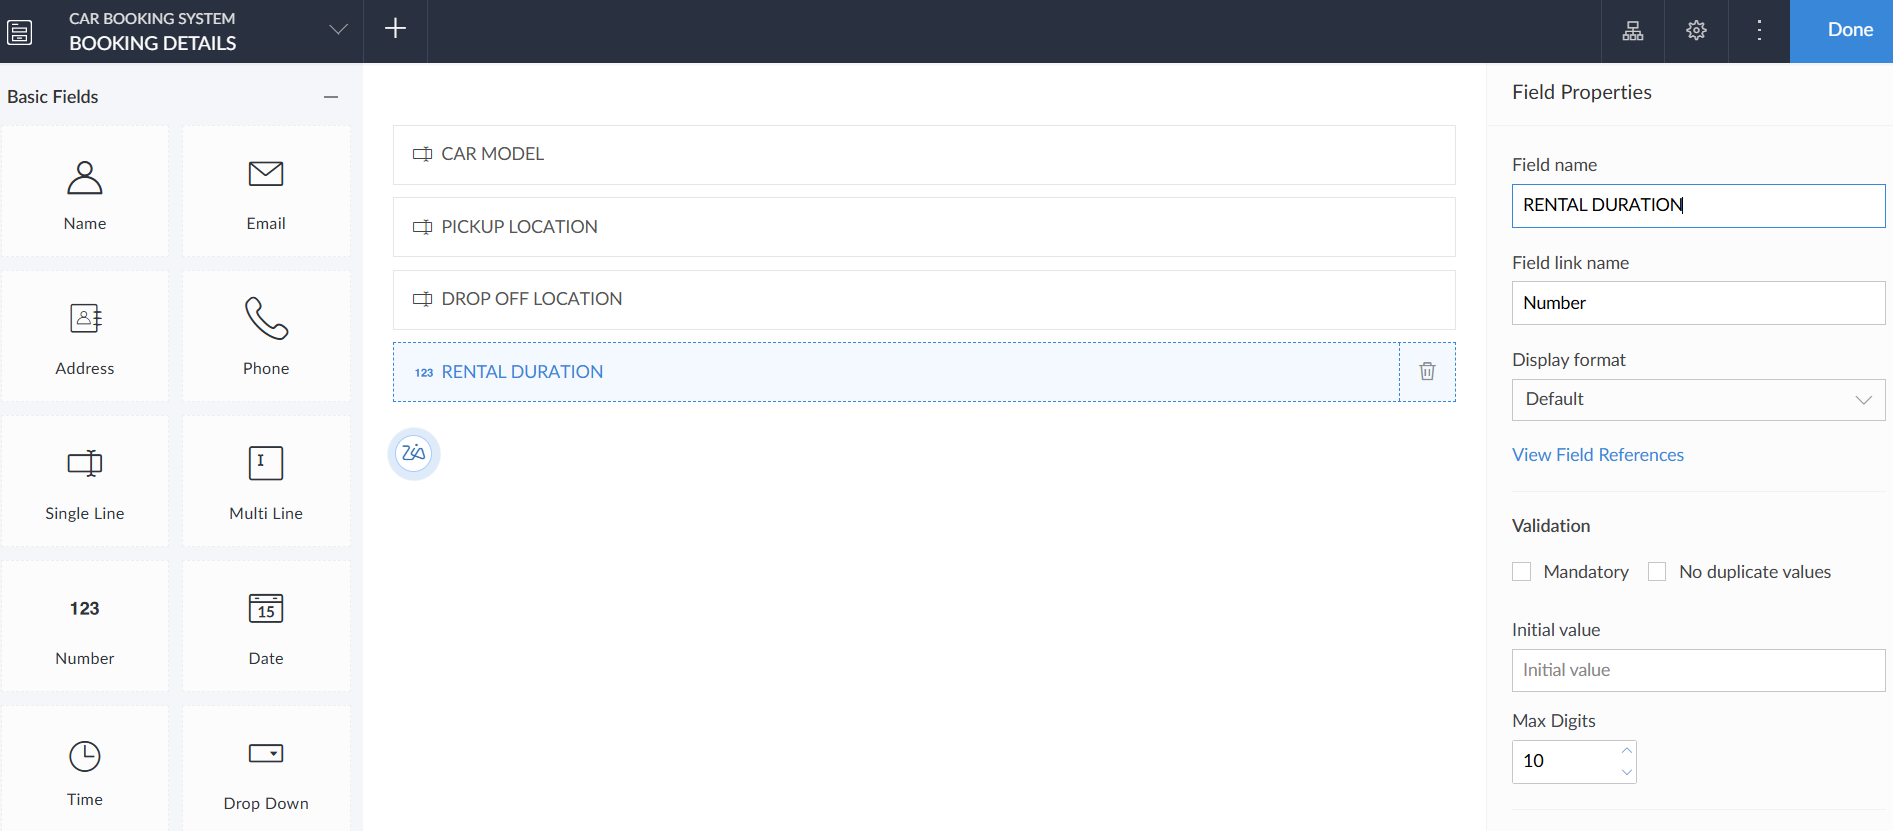 CAR BOOKING SYSTEM
BOOKING DETAILS
Done
Basic Fields
Name
Email
Address
Phone
Single Line
Multi Line
123
Number
15
Date
Time
Drop Down
CAR MODEL
PICKUP LOCATION
DROP OFF LOCATION
123 RENTAL DURATION
Zia
Field Properties
Field name
RENTAL DURATION
Field link name
Number
Display format
Default
View Field References
Validation
Mandatory
No duplicate values
Initial value
Initial value
Max Digits
10